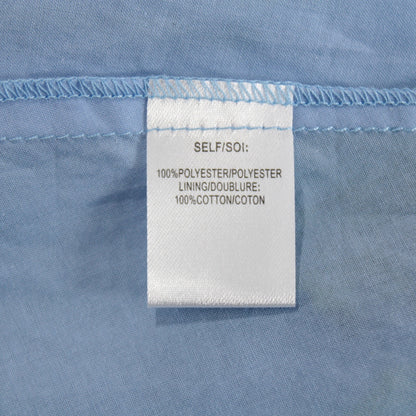 SELF/SOI:
100%POLYESTER/POLYESTER
LINING/DOUBLURE:
100%COTTON/COTON